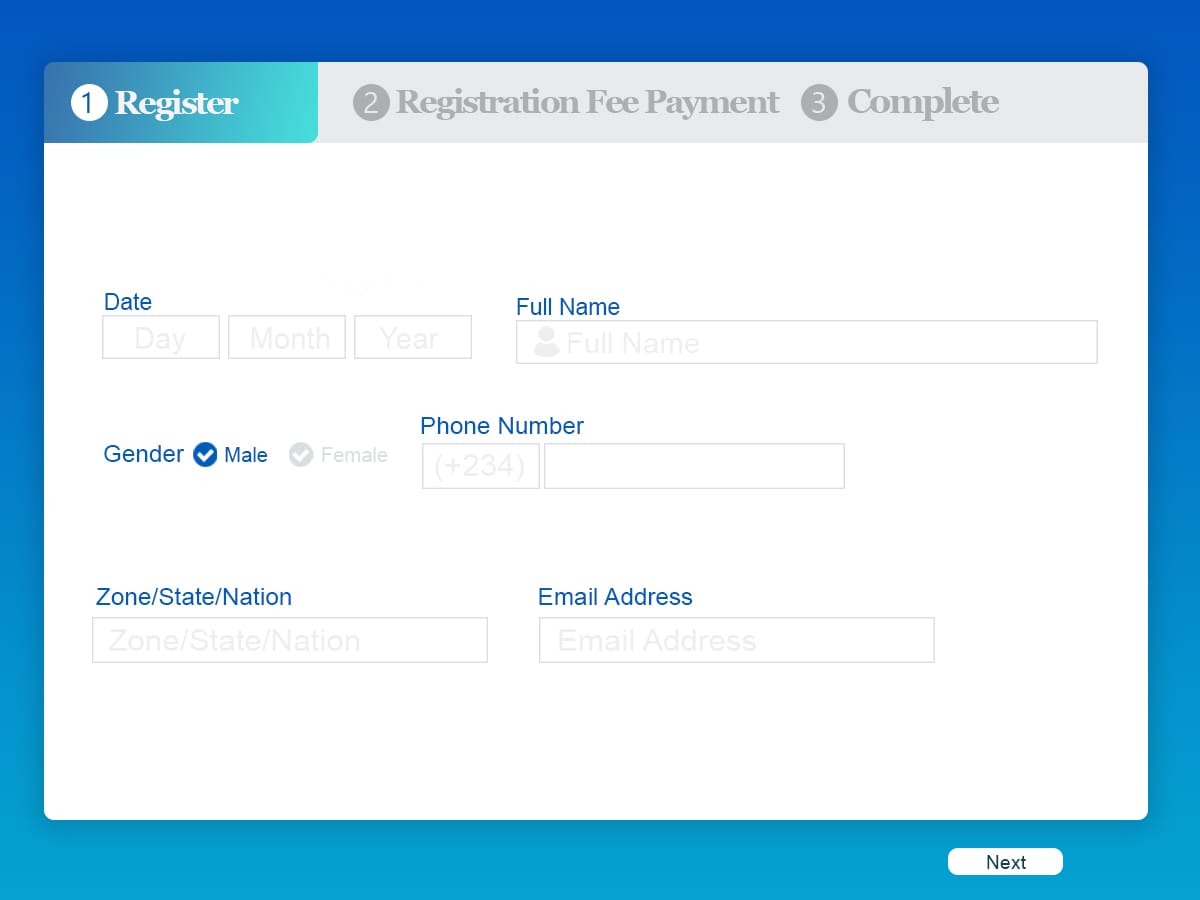 1 Register 2 Registration Fee Payment 3 Complete
Date
Day Month Year
Full Name
Full Name
Gender Male Female
Phone Number
(+234)
Zone/State/Nation
Zone/State/Nation
Email Address
Email Address
Next